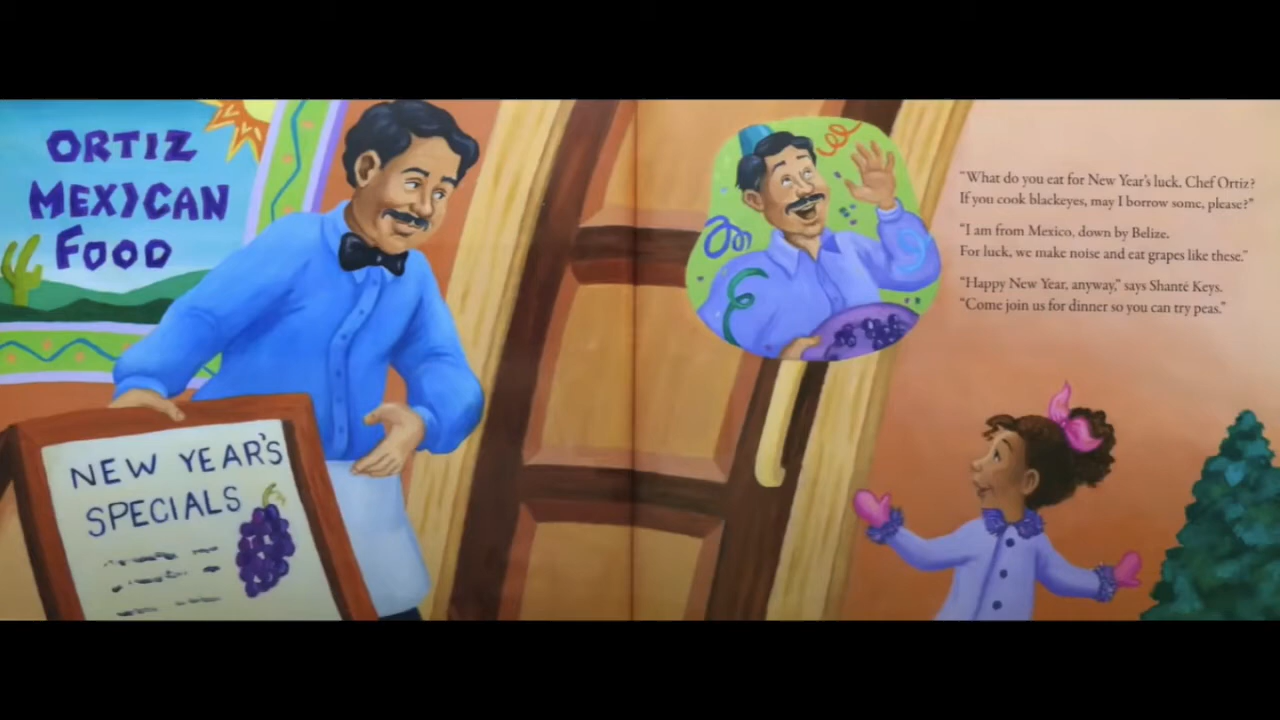 ORTIZ
MEXICAN
FOOD
NEW YEAR'S
SPECIALS
“What do you eat for New Year’s luck, Chef Ortiz?
If you cook blackeyes, may I borrow some, please?”
“I am from Mexico, down by Belize.
For luck, we make noise and eat grapes like these.”
“Happy New Year, anyway,” says Shanté Keys.
“Come join us for dinner so you can try peas.”